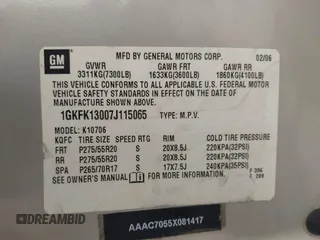 GM
MFD BY GENERAL MOTORS CORP. 02/06
GVWR GAWR FRT GAWR RR
3311KG(7300LB) 1633KG(3600LB) 1860KG(4100LB)
THIS VEHICLE CONFORMS TO ALL APPLICABLE U.S. FEDERAL MOTOR
VEHICLE SAFETY AND THEFT PREVENTION STANDARDS IN EFFECT
ON THE DATE OF MANUFACTURE SHOWN ABOVE.
1GKFK13007J115065 TYPE: M.P.V.
MODEL: K10706
KQFC TIRE SIZE SPEED RTG RIM COLD TIRE PRESSURE
FRT P275/55R20 S 20X8.5J 220KPA(32PSI)
RR P275/55R20 S 20X8.5J 220KPA(32PSI)
SPA P265/70R17 S 17X7.5J 240KPA(35PSI)
SEE OWNER'S MANUAL FOR ADDITIONAL INFORMATION.
AAAC7055X081417
DREAMBID